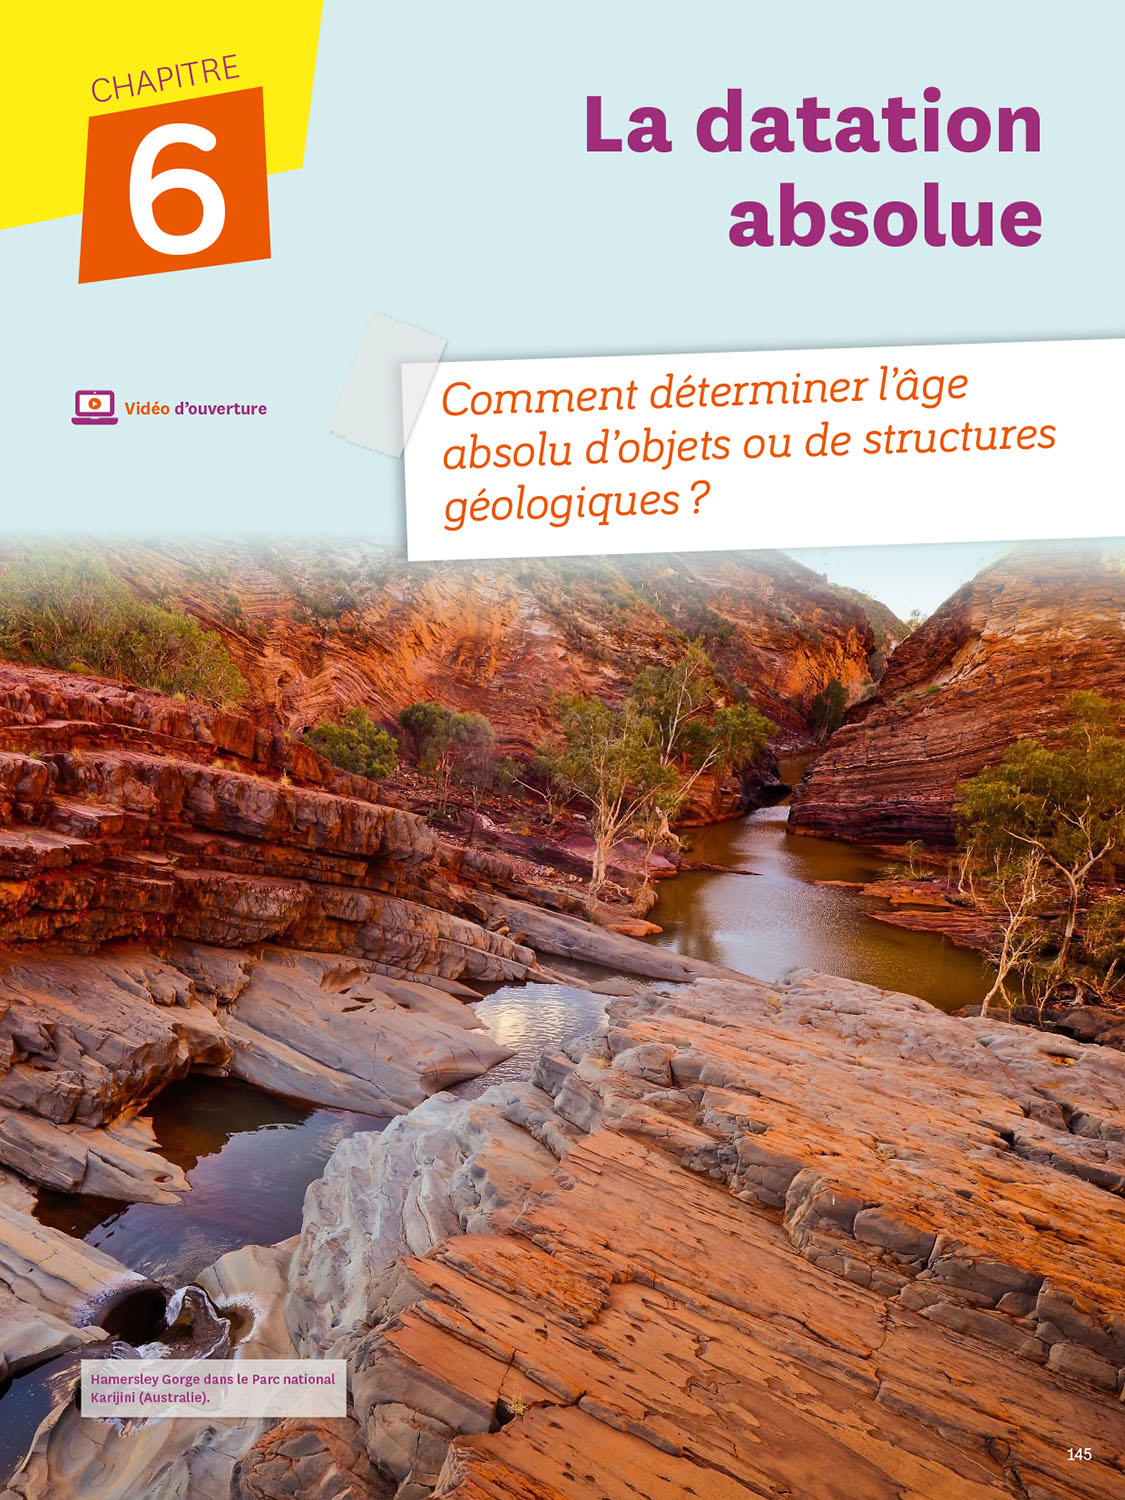 CHAPITRE
6
La datation
absolue
Vidéo d'ouverture
Comment déterminer l'âge
absolu d'objets ou de structures
géologiques ?
Hamersley Gorge dans le Parc national
Karijini (Australie).
145